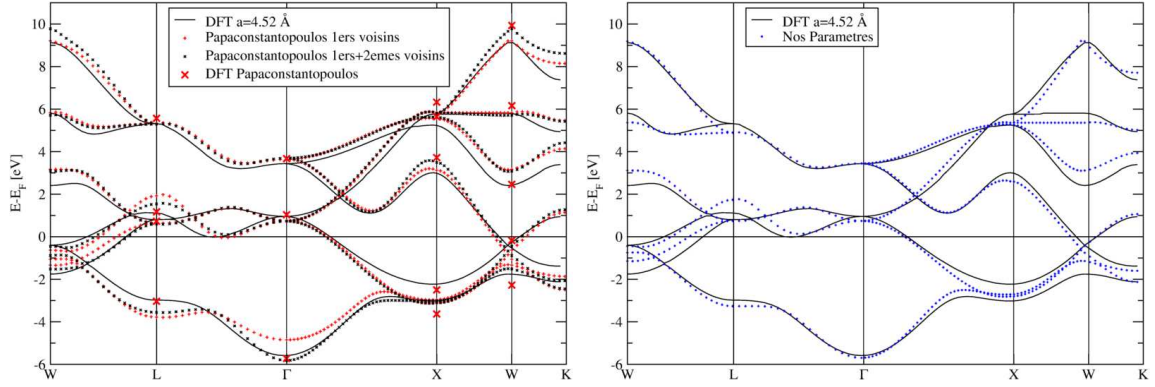 DFT a=4.52 Å
Papaconstantopoulos 1ers voisins
Papaconstantopoulos 1ers+2emes voisins
DFT Papaconstantopoulos
E-E_F [eV]
10
8
6
4
2
0
-2
-4
-6
W L Γ X W K
DFT a=4.52 Å
Nos Parametres
E-E_F [eV]
10
8
6
4
2
0
-2
-4
-6
W L Γ X W K